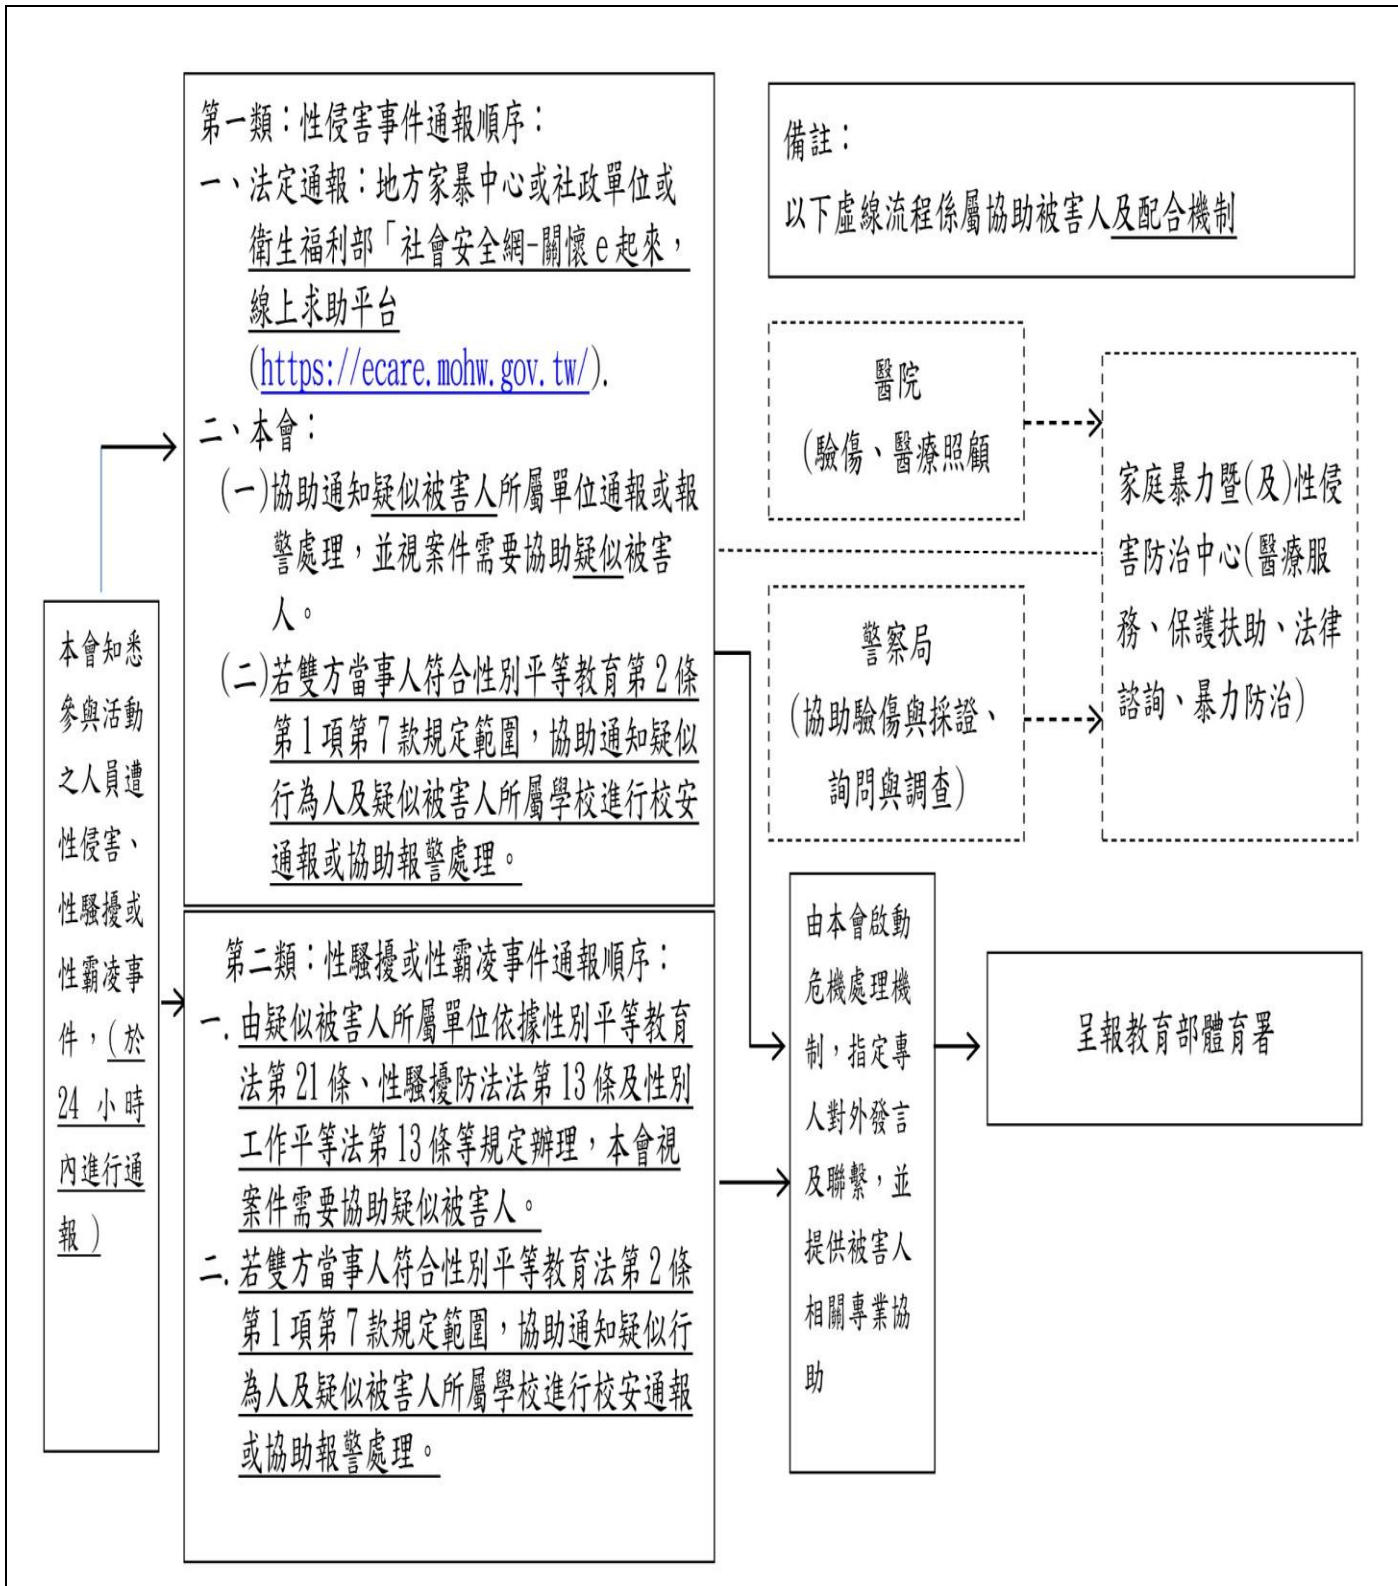 本會知悉
參與活動
之人員遭
性侵害、
性騷擾或
性霸凌事
件，(於
24 小時
內進行通
報)
第一類：性侵害事件通報順序：
一、法定通報：地方家暴中心或社政單位或
衛生福利部「社會安全網-關懷 e 起來，
線上求助平台
(https://ecare.mohw.gov.tw/).
二、本會：
(一)協助通知疑似被害人所屬單位通報或報
警處理，並視案件需要協助疑似被害
人。
(二)若雙方當事人符合性別平等教育第 2 條
第 1 項第 7 款規定範圍，協助通知疑似
行為人及疑似被害人所屬學校進行校安
通報或協助報警處理。
第二類：性騷擾或性霸凌事件通報順序：
一. 由疑似被害人所屬單位依據性別平等教育
法第 21 條、性騷擾防法法第 13 條及性別
工作平等法第 13 條等規定辦理，本會視
案件需要協助疑似被害人。
二. 若雙方當事人符合性別平等教育法第 2 條
第 1 項第 7 款規定範圍，協助通知疑似行
為人及疑似被害人所屬學校進行校安通報
或協助報警處理。
備註：
以下虛線流程係屬協助被害人及配合機制
醫院
(驗傷、醫療照顧
警察局
(協助驗傷與採證、
詢問與調查)
家庭暴力暨(及)性侵
害防治中心(醫療服
務、保護扶助、法律
諮詢、暴力防治)
由本會啟動
危機處理機
制，指定專
人對外發言
及聯繫，並
提供被害人
相關專業協
助
呈報教育部體育署